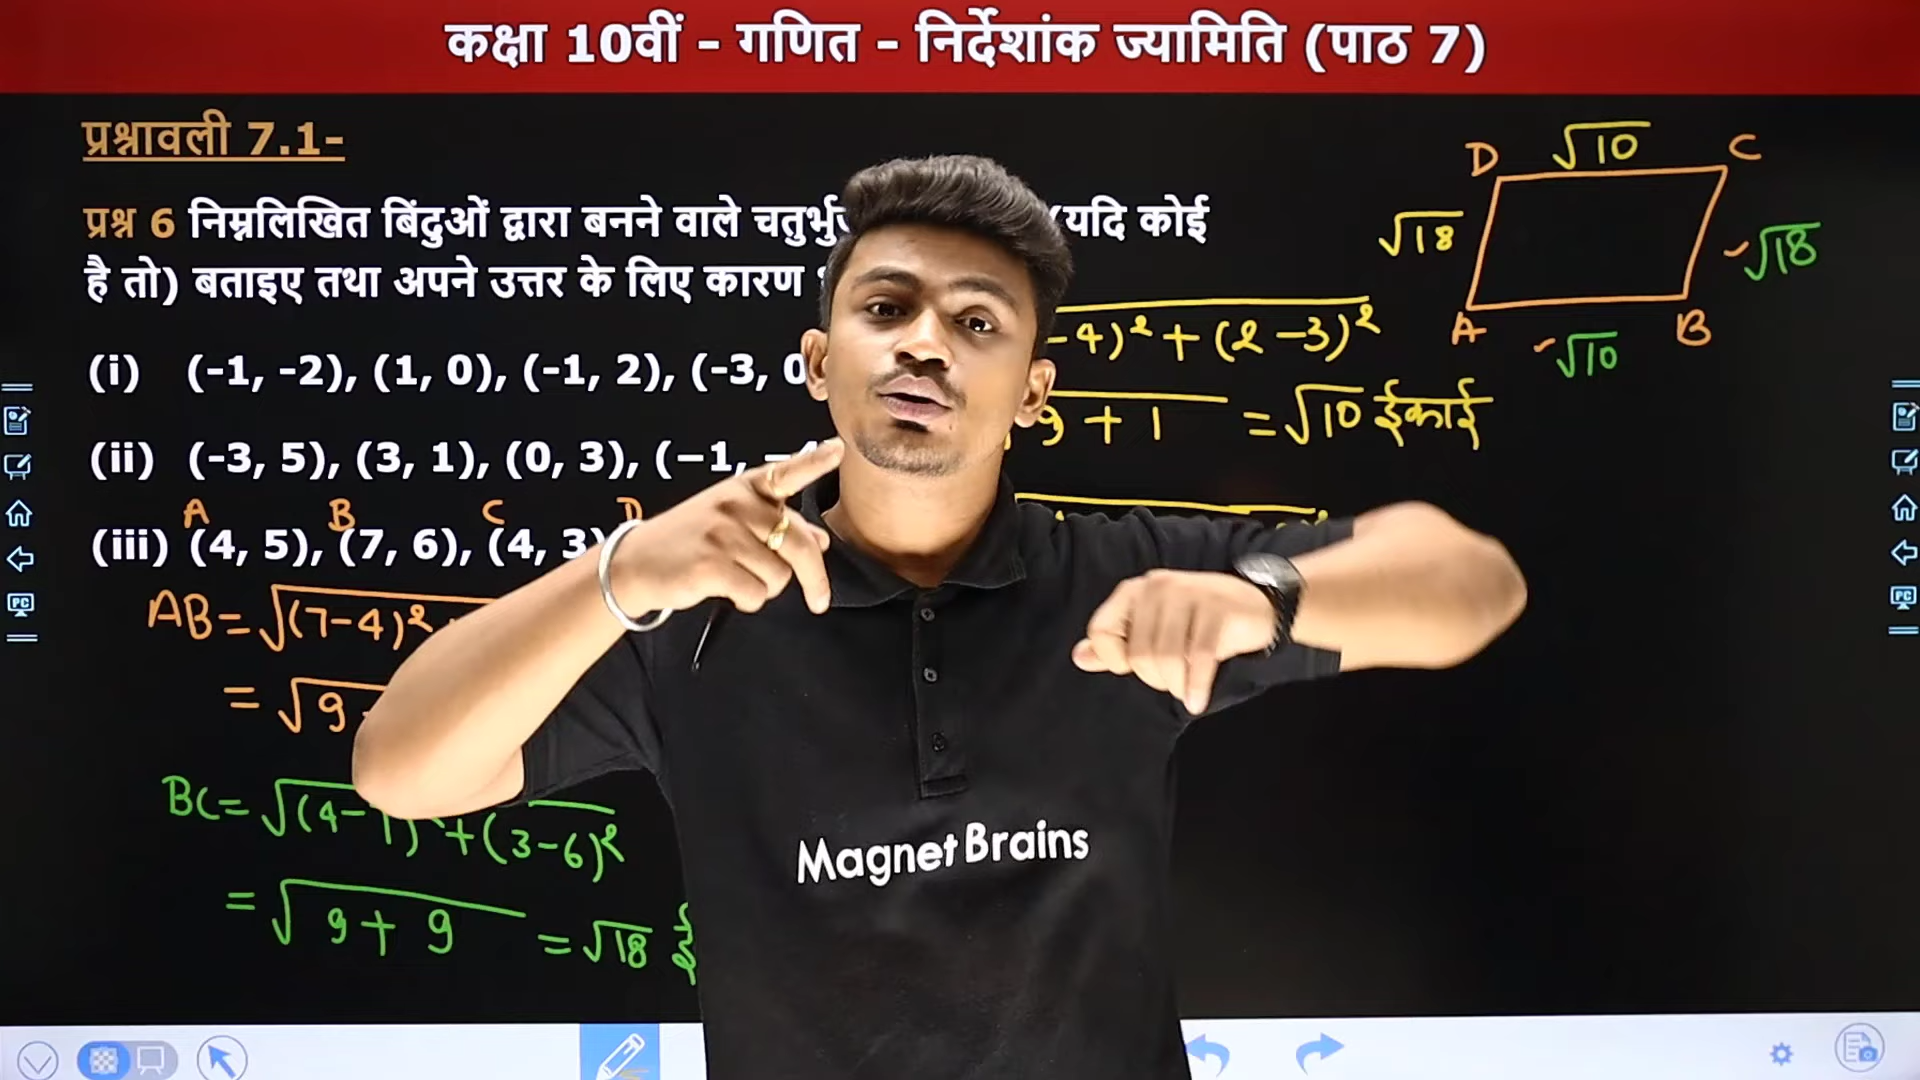 कक्षा 10वीं - गणित - निर्देशांक ज्यामिति (पाठ 7)
प्रश्नावली 7.1-
प्रश्न 6 निम्नलिखित बिंदुओं द्वारा बनने वाले (यदि कोई
है तो) बताइए तथा अपने उत्तर के लिए कारण
(i) (-1, -2), (1, 0), (-1, 2), (-3, 0
(ii) (-3, 5), (3, 1), (0, 3), (−1, −4
A B C D
(iii) (4, 5), (7, 6), (4, 3)
AB= √(7-4)²
= √9
BC= √(4-7)²+(3-6)²
= √9+9 = √18 ई
-4)²+(2-3)²
9+1 = √10 ईकाई
D √10 C
√18 √18
A √10 B
Magnet Brains
PC
PC